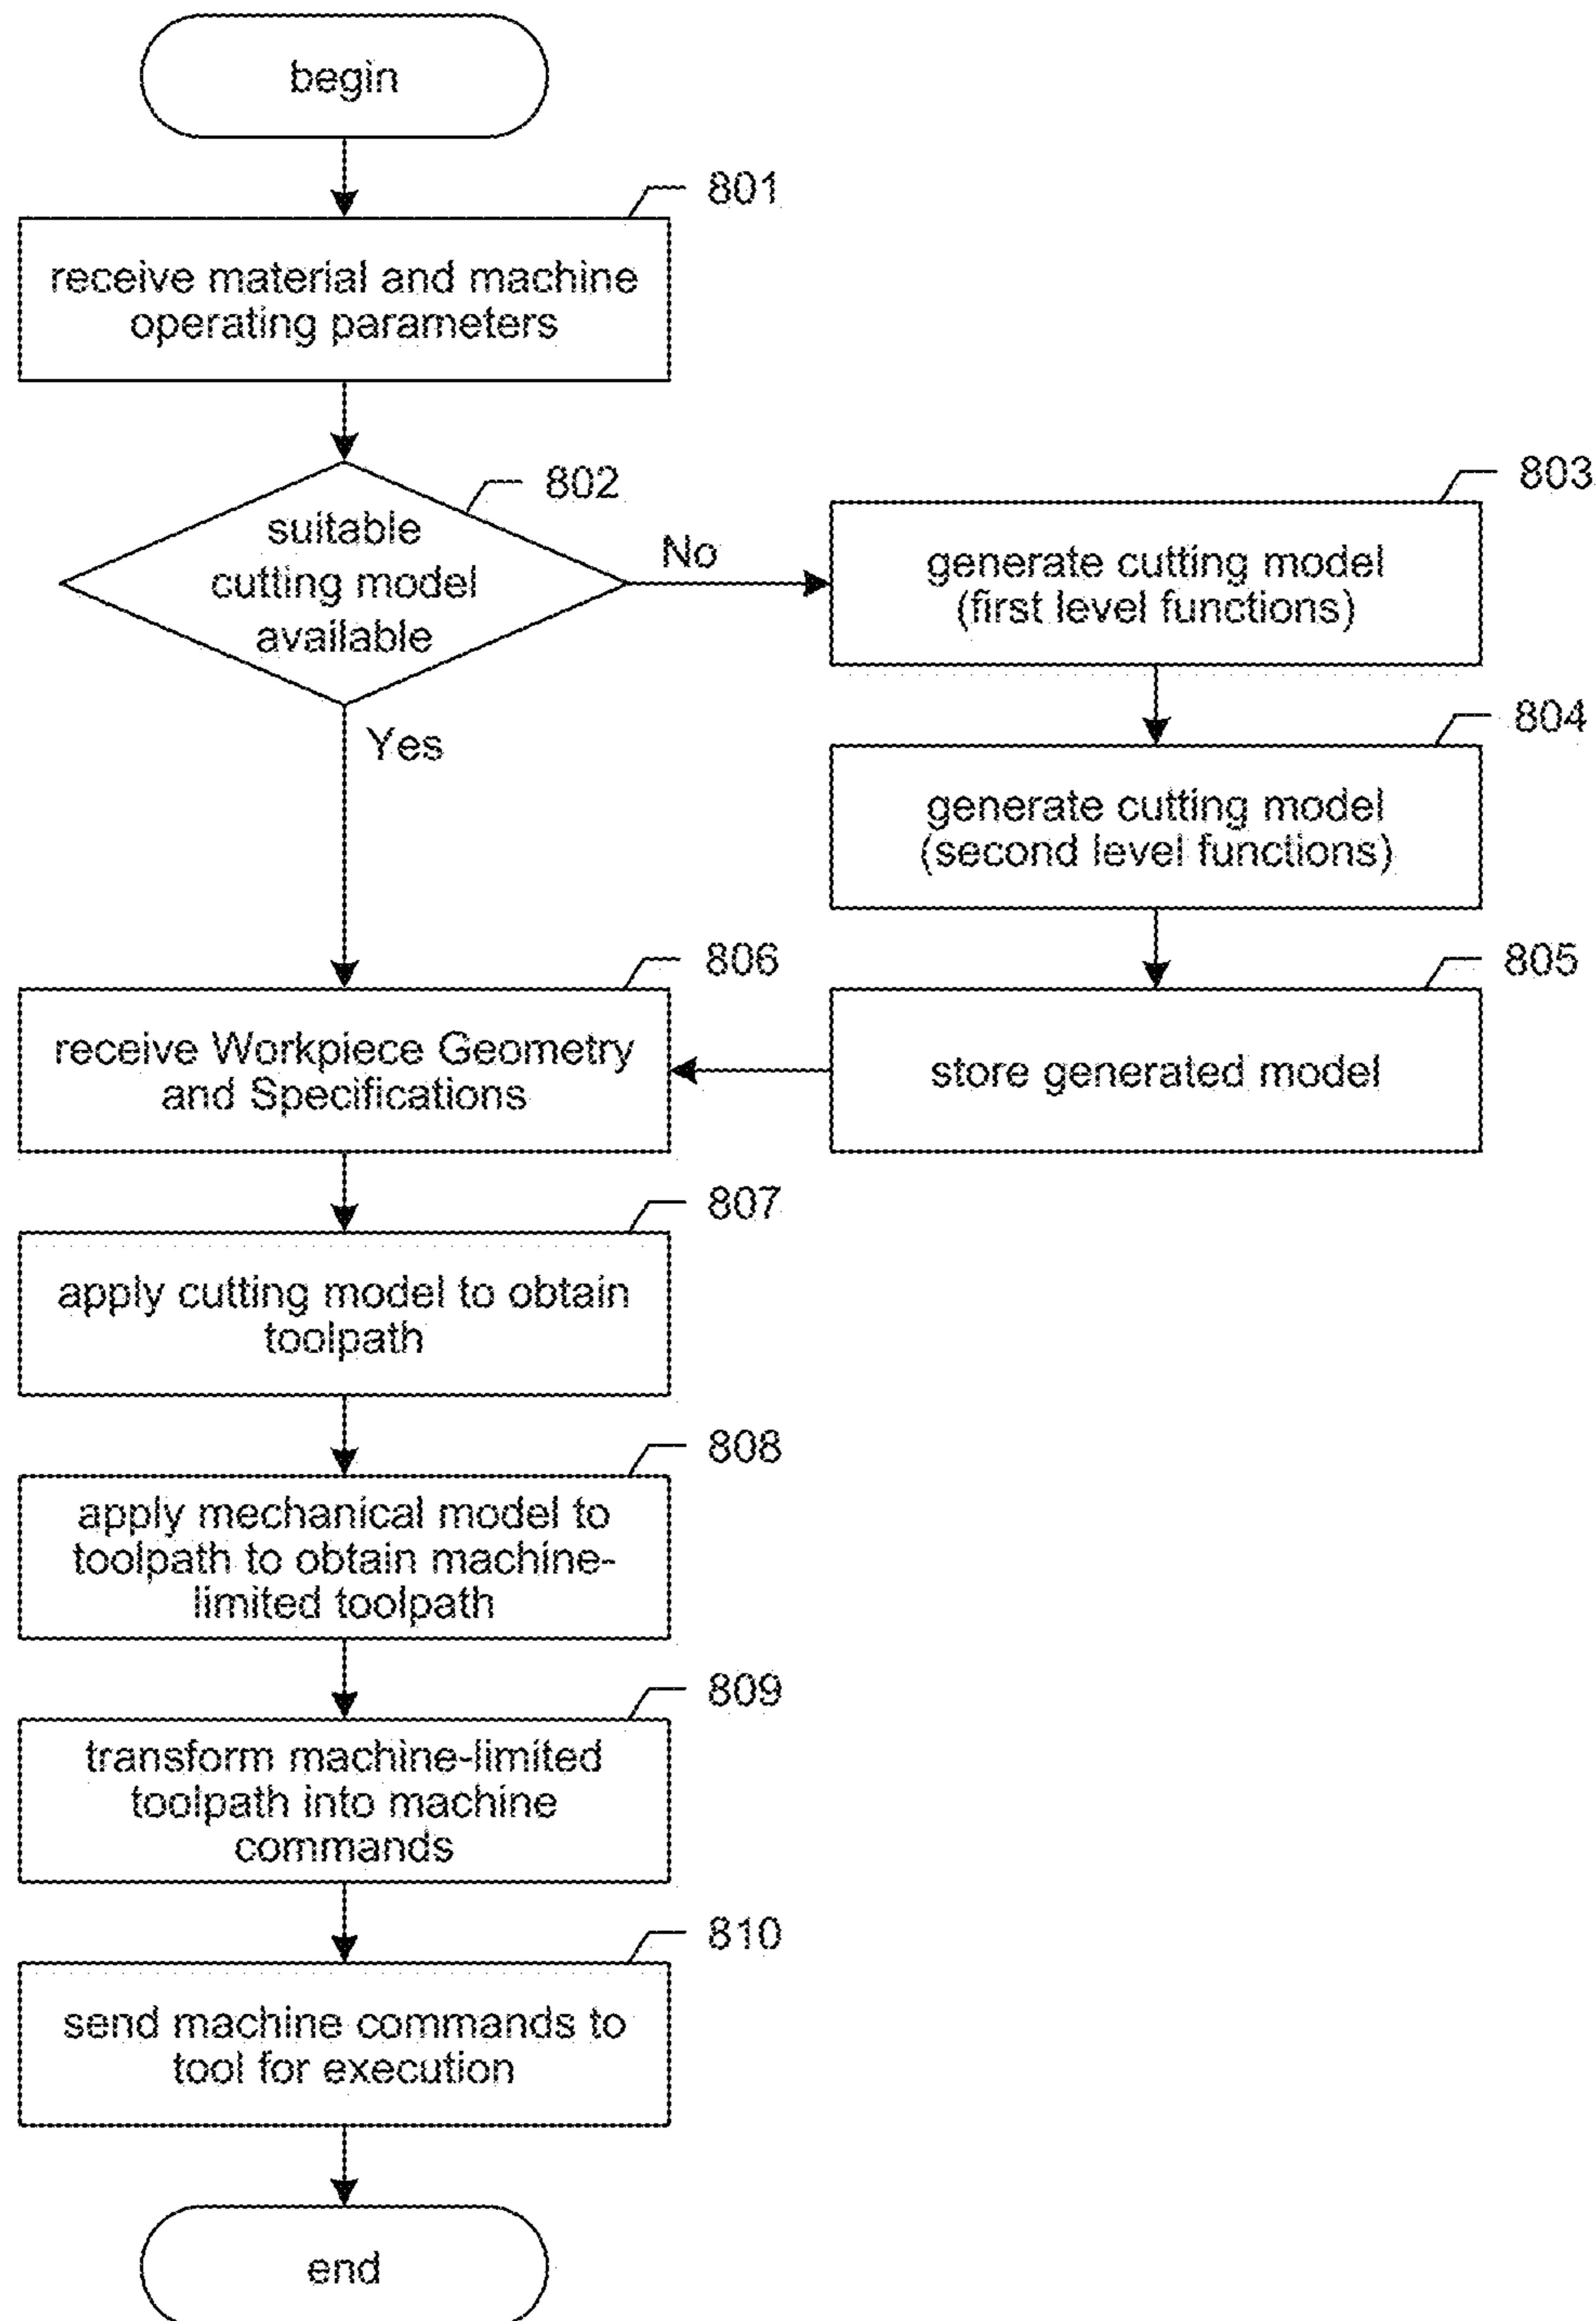 begin
801
receive material and machine
operating parameters
802
suitable
cutting model
available
No
Yes
803
generate cutting model
(first level functions)
804
generate cutting model
(second level functions)
805
store generated model
806
receive Workpiece Geometry
and Specifications
807
apply cutting model to obtain
toolpath
808
apply mechanical model to
toolpath to obtain machine-
limited toolpath
809
transform machine-limited
toolpath into machine
commands
810
send machine commands to
tool for execution
end